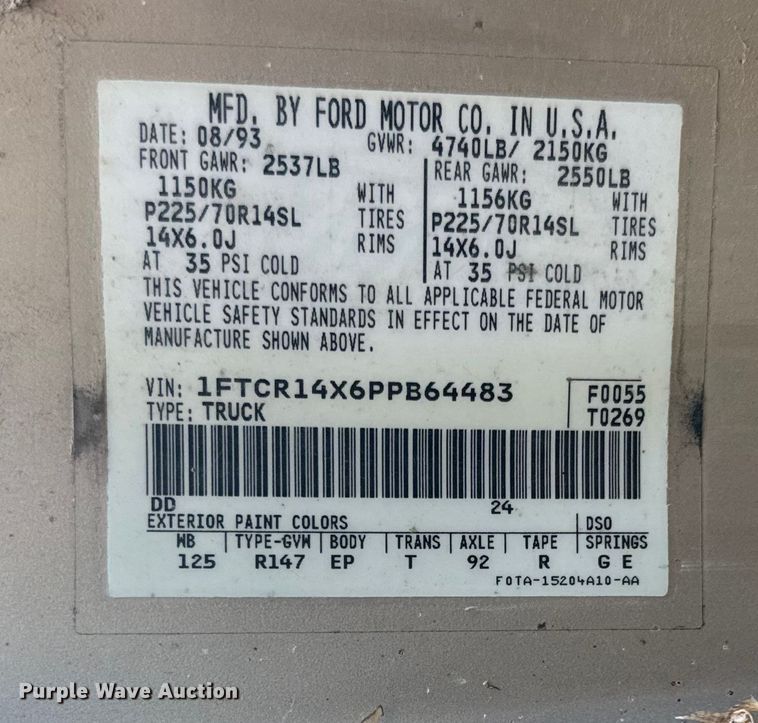 MFD. BY FORD MOTOR CO. IN U.S.A.
DATE: 08/93 GVWR: 4740LB/ 2150KG
FRONT GAWR: 2537LB REAR GAWR: 2550LB
1150KG WITH 1156KG WITH
P225/70R14SL TIRES P225/70R14SL TIRES
14X6.0J RIMS 14X6.0J RIMS
AT 35 PSI COLD AT 35 PSI COLD
THIS VEHICLE CONFORMS TO ALL APPLICABLE FEDERAL MOTOR
VEHICLE SAFETY STANDARDS IN EFFECT ON THE DATE OF
MANUFACTURE SHOWN ABOVE.
VIN: 1FTCR14X6PPB64483 F0055
TYPE: TRUCK T0269
DD 24
EXTERIOR PAINT COLORS DSO
WB TYPE-GVW BODY TRANS AXLE TAPE SPRINGS
125 R147 EP T 92 R G E
F0TA-15204A10-AA
Purple Wave Auction